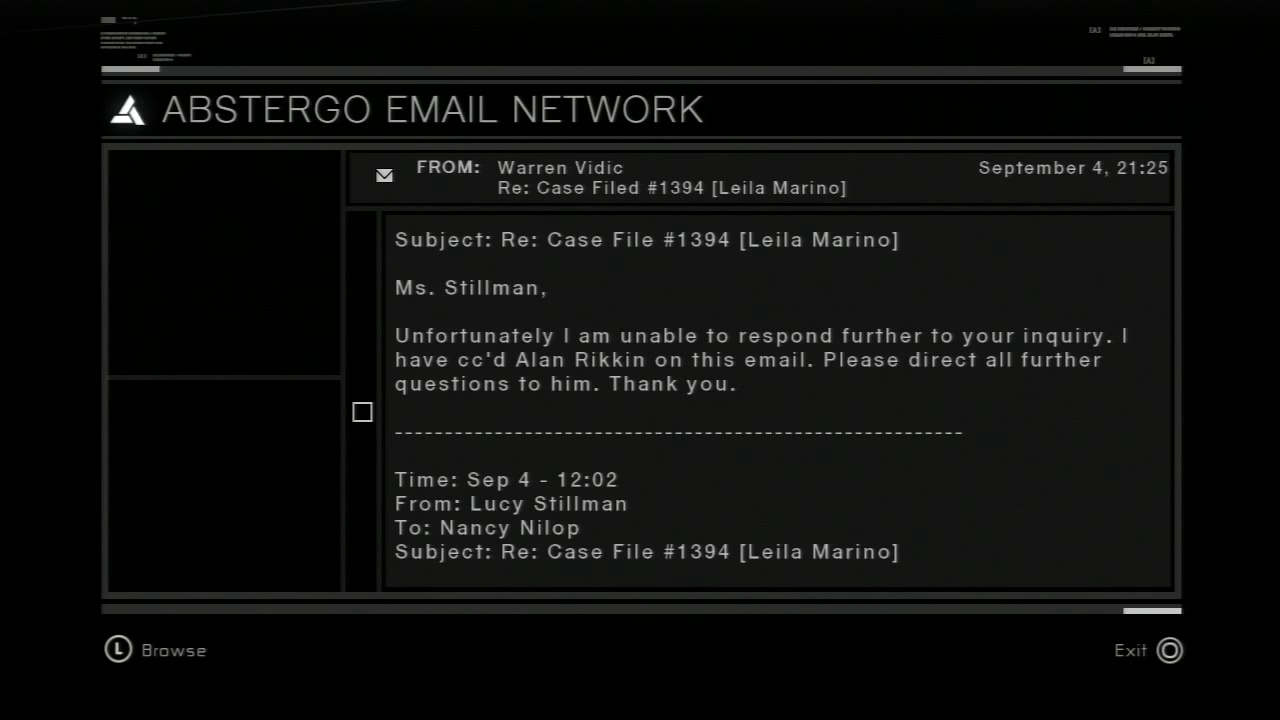 ABSTERGO EMAIL NETWORK
FROM: Warren Vidic September 4, 21:25
Re: Case Filed #1394 [Leila Marino]
Subject: Re: Case File #1394 [Leila Marino]
Ms. Stillman,
Unfortunately I am unable to respond further to your inquiry. I
have cc'd Alan Rikkin on this email. Please direct all further
questions to him. Thank you.
---------------------------------------------------------
Time: Sep 4 - 12:02
From: Lucy Stillman
To: Nancy Nilop
Subject: Re: Case File #1394 [Leila Marino]
L Browse
Exit